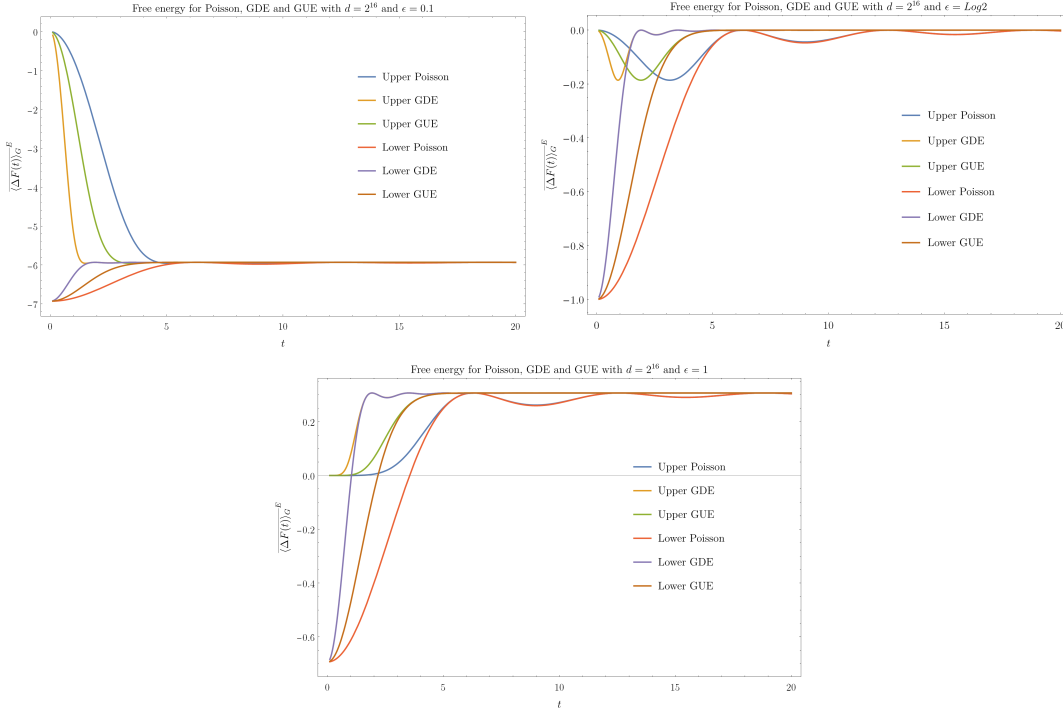 Free energy for Poisson, GDE and GUE with d = 2^16 and ϵ = 0.1
0
-1
-2
-3
-4
-5
-6
-7
⟨ΔF(t)⟩_G^E
Upper Poisson
Upper GDE
Upper GUE
Lower Poisson
Lower GDE
Lower GUE
0 5 10 15 20
t
Free energy for Poisson, GDE and GUE with d = 2^16 and ϵ = Log2
0.0
-0.2
-0.4
-0.6
-0.8
-1.0
⟨ΔF(t)⟩_G^E
Upper Poisson
Upper GDE
Upper GUE
Lower Poisson
Lower GDE
Lower GUE
0 5 10 15 20
t
Free energy for Poisson, GDE and GUE with d = 2^16 and ϵ = 1
0.2
0.0
-0.2
-0.4
-0.6
⟨ΔF(t)⟩_G^E
Upper Poisson
Upper GDE
Upper GUE
Lower Poisson
Lower GDE
Lower GUE
0 5 10 15 20
t